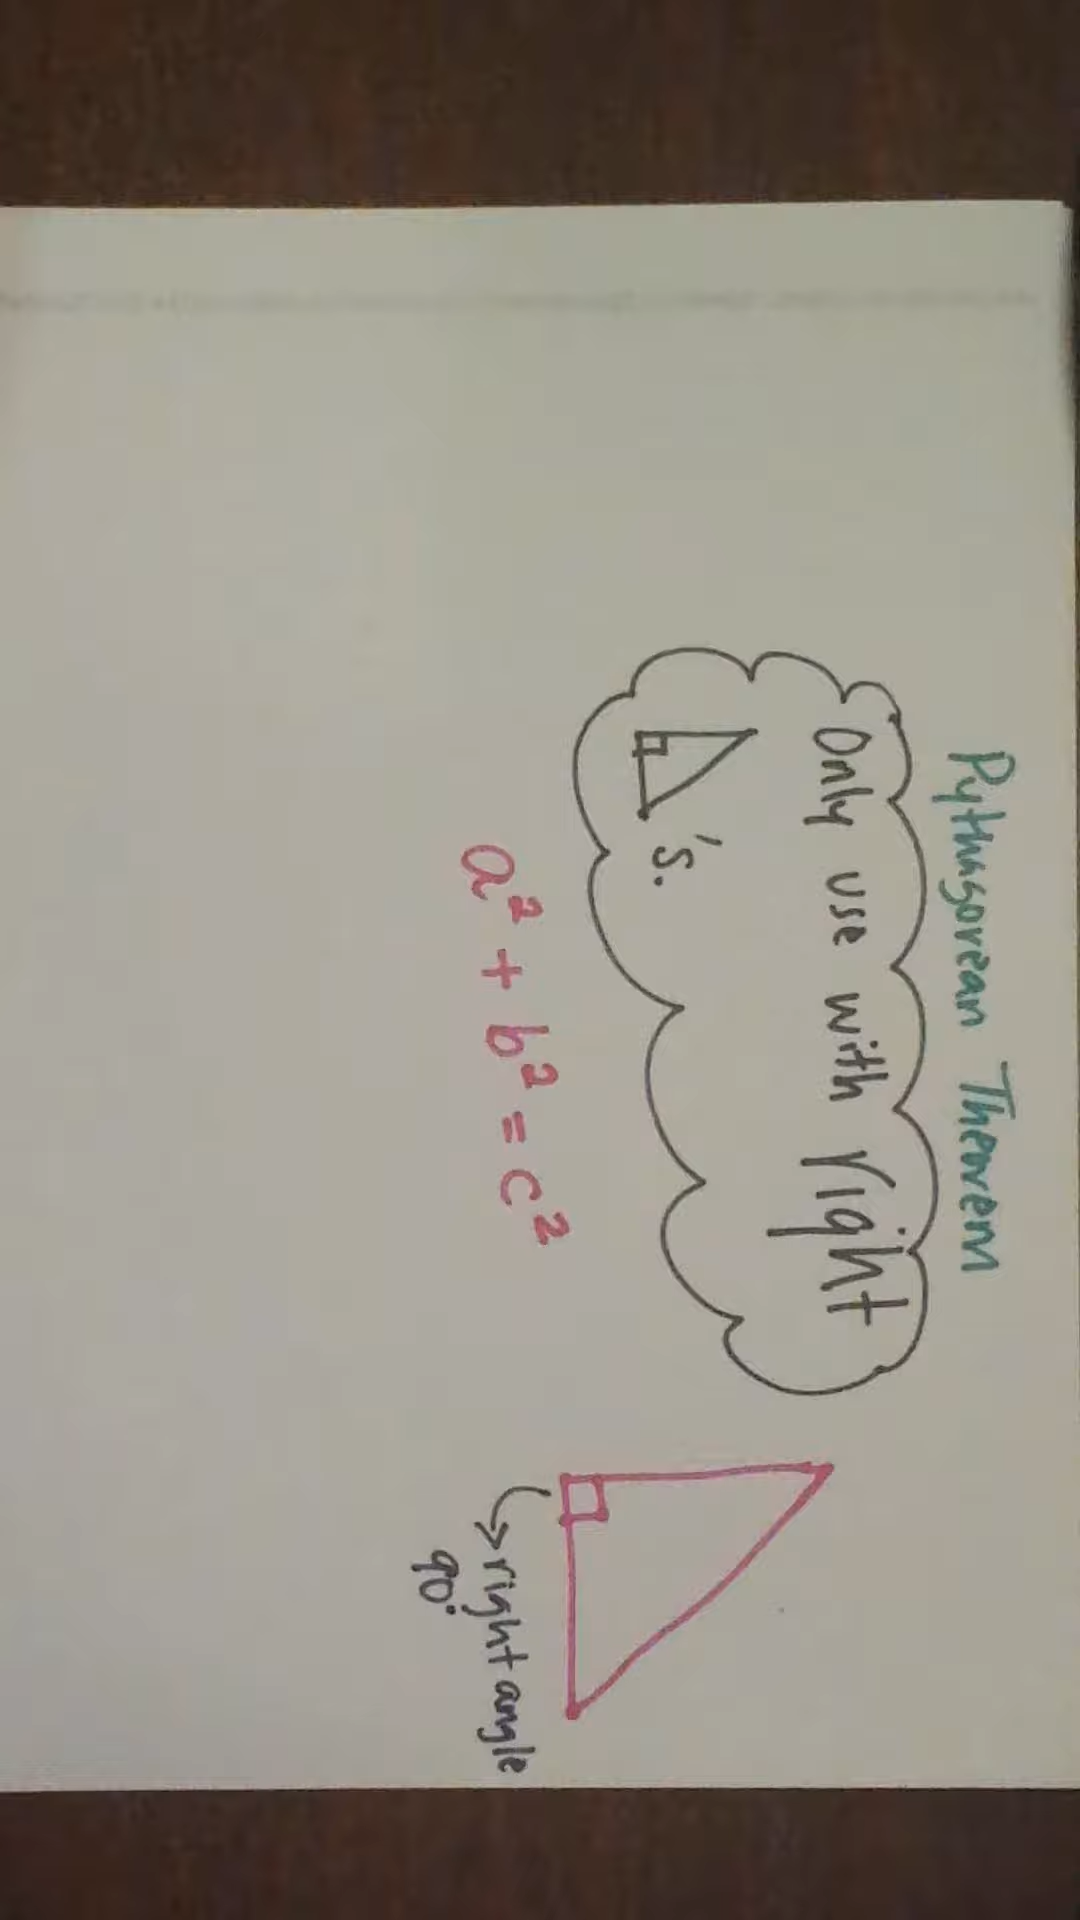 Pythagorean Theorem
Only use with right
's.
a² + b² = c²
right angle
90°